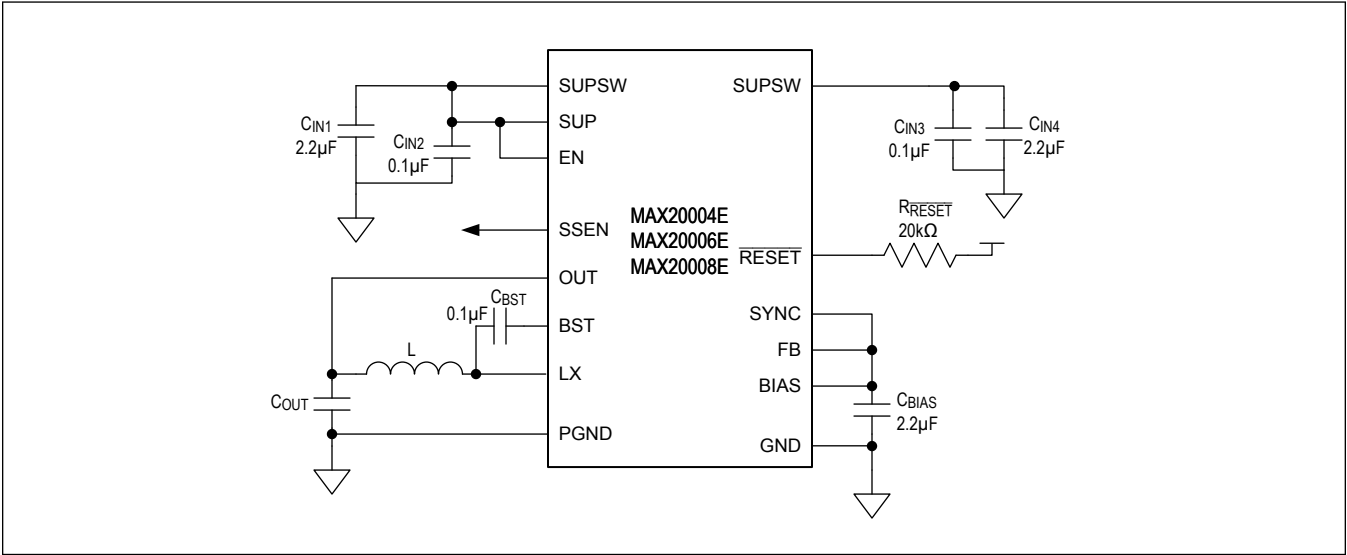 SUPSW
SUP
EN
SSEN
OUT
BST
LX
PGND
MAX20004E
MAX20006E
MAX20008E
SUPSW
RESET
SYNC
FB
BIAS
GND
CIN1
2.2µF
CIN2
0.1µF
CBST
0.1µF
L
COUT
CIN3
0.1µF
CIN4
2.2µF
RRESET
20kΩ
CBIAS
2.2µF